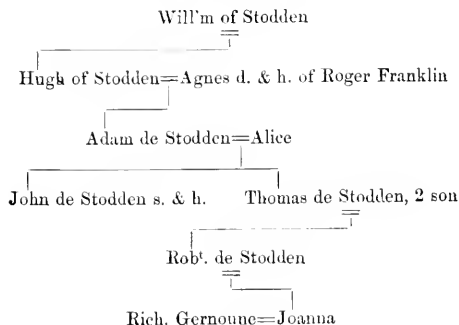 Will'm of Stodden
Hugh of Stodden=Agnes d. & h. of Roger Franklin
Adam de Stodden=Alice
John de Stodden s. & h. Thomas de Stodden, 2 son
Robt. de Stodden
Rich. Gernoune=Joanna